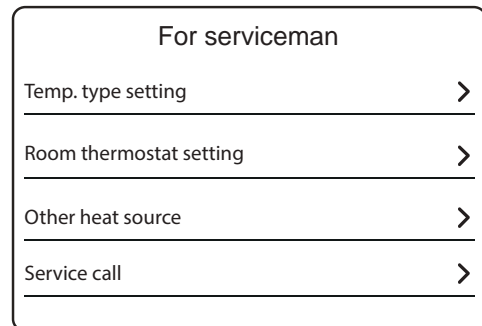 For serviceman
Temp. type setting
Room thermostat setting
Other heat source
Service call